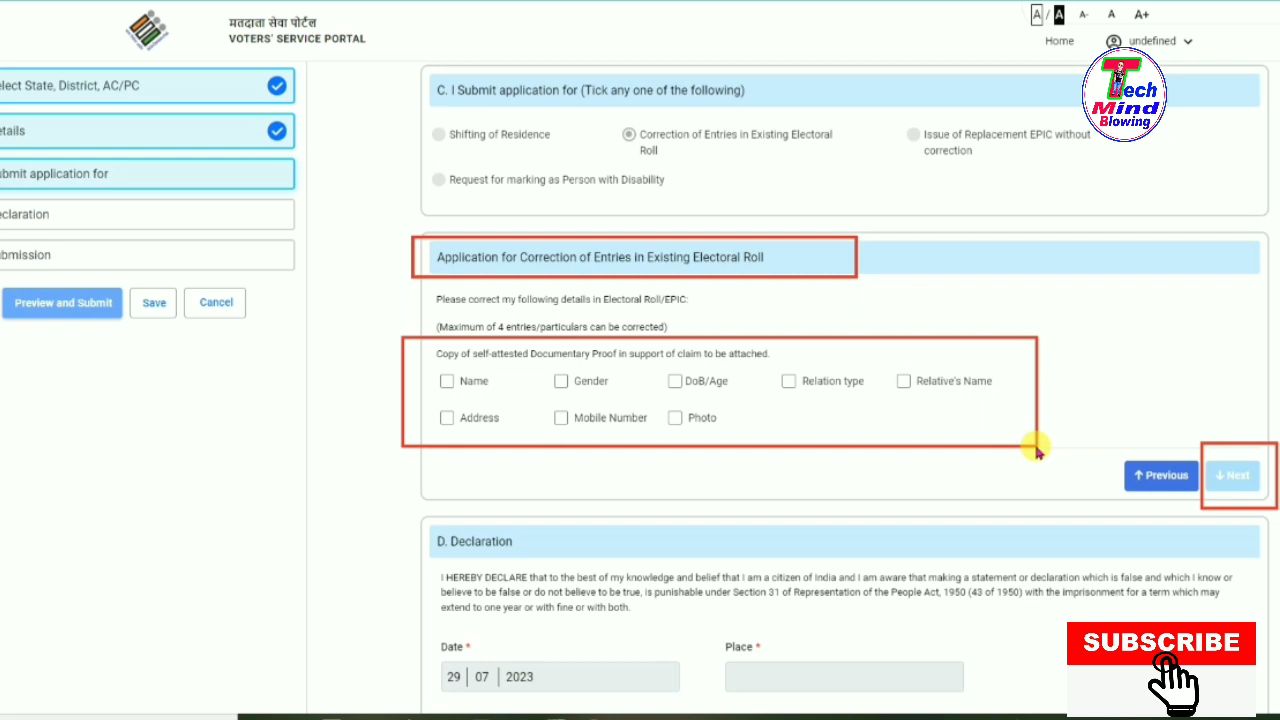 मतदाता सेवा पोर्टल
VOTERS' SERVICE PORTAL
A / A A- A A+
Home undefined
Tech
Mind
Blowing
elect State, District, AC/PC
etails
ubmit application for
eclaration
ubmission
Preview and Submit Save Cancel
C. I Submit application for (Tick any one of the following)
Shifting of Residence
Correction of Entries in Existing Electoral
Roll
Issue of Replacement EPIC without
correction
Request for marking as Person with Disability
Application for Correction of Entries in Existing Electoral Roll
Please correct my following details in Electoral Roll/EPIC:
(Maximum of 4 entries/particulars can be corrected)
Copy of self-attested Documentary Proof in support of claim to be attached.
Name Gender DoB/Age Relation type Relative's Name
Address Mobile Number Photo
Previous Next
D. Declaration
I HEREBY DECLARE that to the best of my knowledge and belief that I am a citizen of India and I am aware that making a statement or declaration which is false and which I know or
believe to be false or do not believe to be true, is punishable under Section 31 of Representation of the People Act, 1950 (43 of 1950) with the imprisonment for a term which may
extend to one year or with fine or with both.
Date * Place *
29 07 2023
SUBSCRIBE